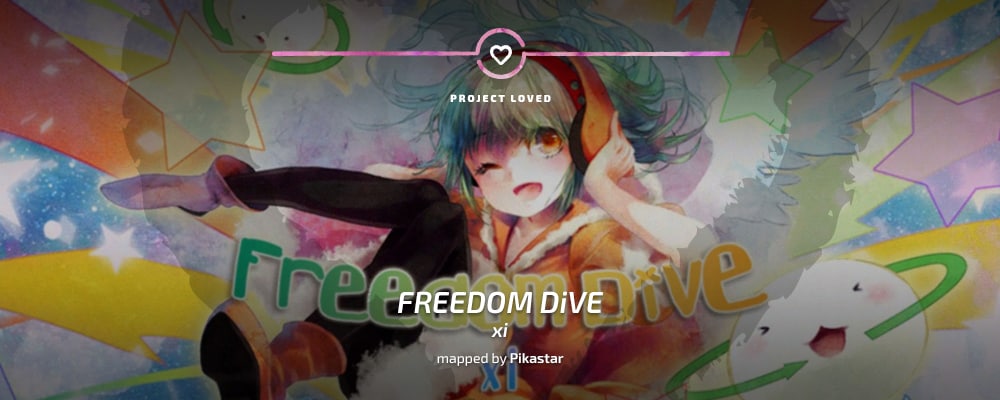 PROJECT LOVED
Freedom Dive
FREEDOM DiVE
xi
mapped by Pikastar
xi